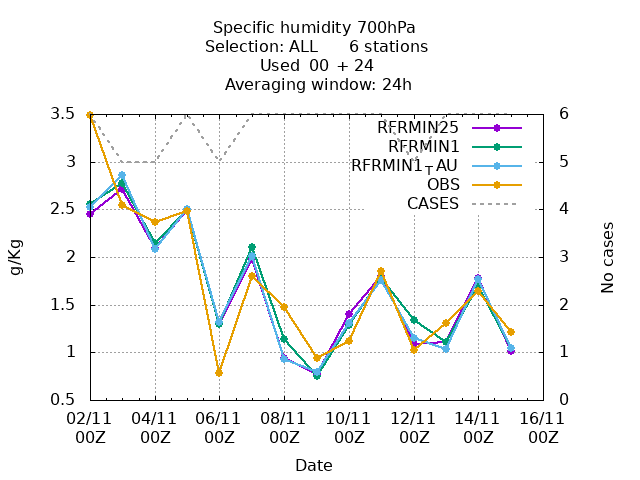 Specific humidity 700hPa
Selection: ALL 6 stations
Used 00 + 24
Averaging window: 24h
3.5
3
2.5
2
1.5
1
0.5
6
5
4
3
2
1
0
g/Kg
No cases
RFRMIN25
RFRMIN1
RFRMIN1TAU
OBS
CASES
02/11 04/11 06/11 08/11 10/11 12/11 14/11 16/11
00Z 00Z 00Z 00Z 00Z 00Z 00Z 00Z
Date